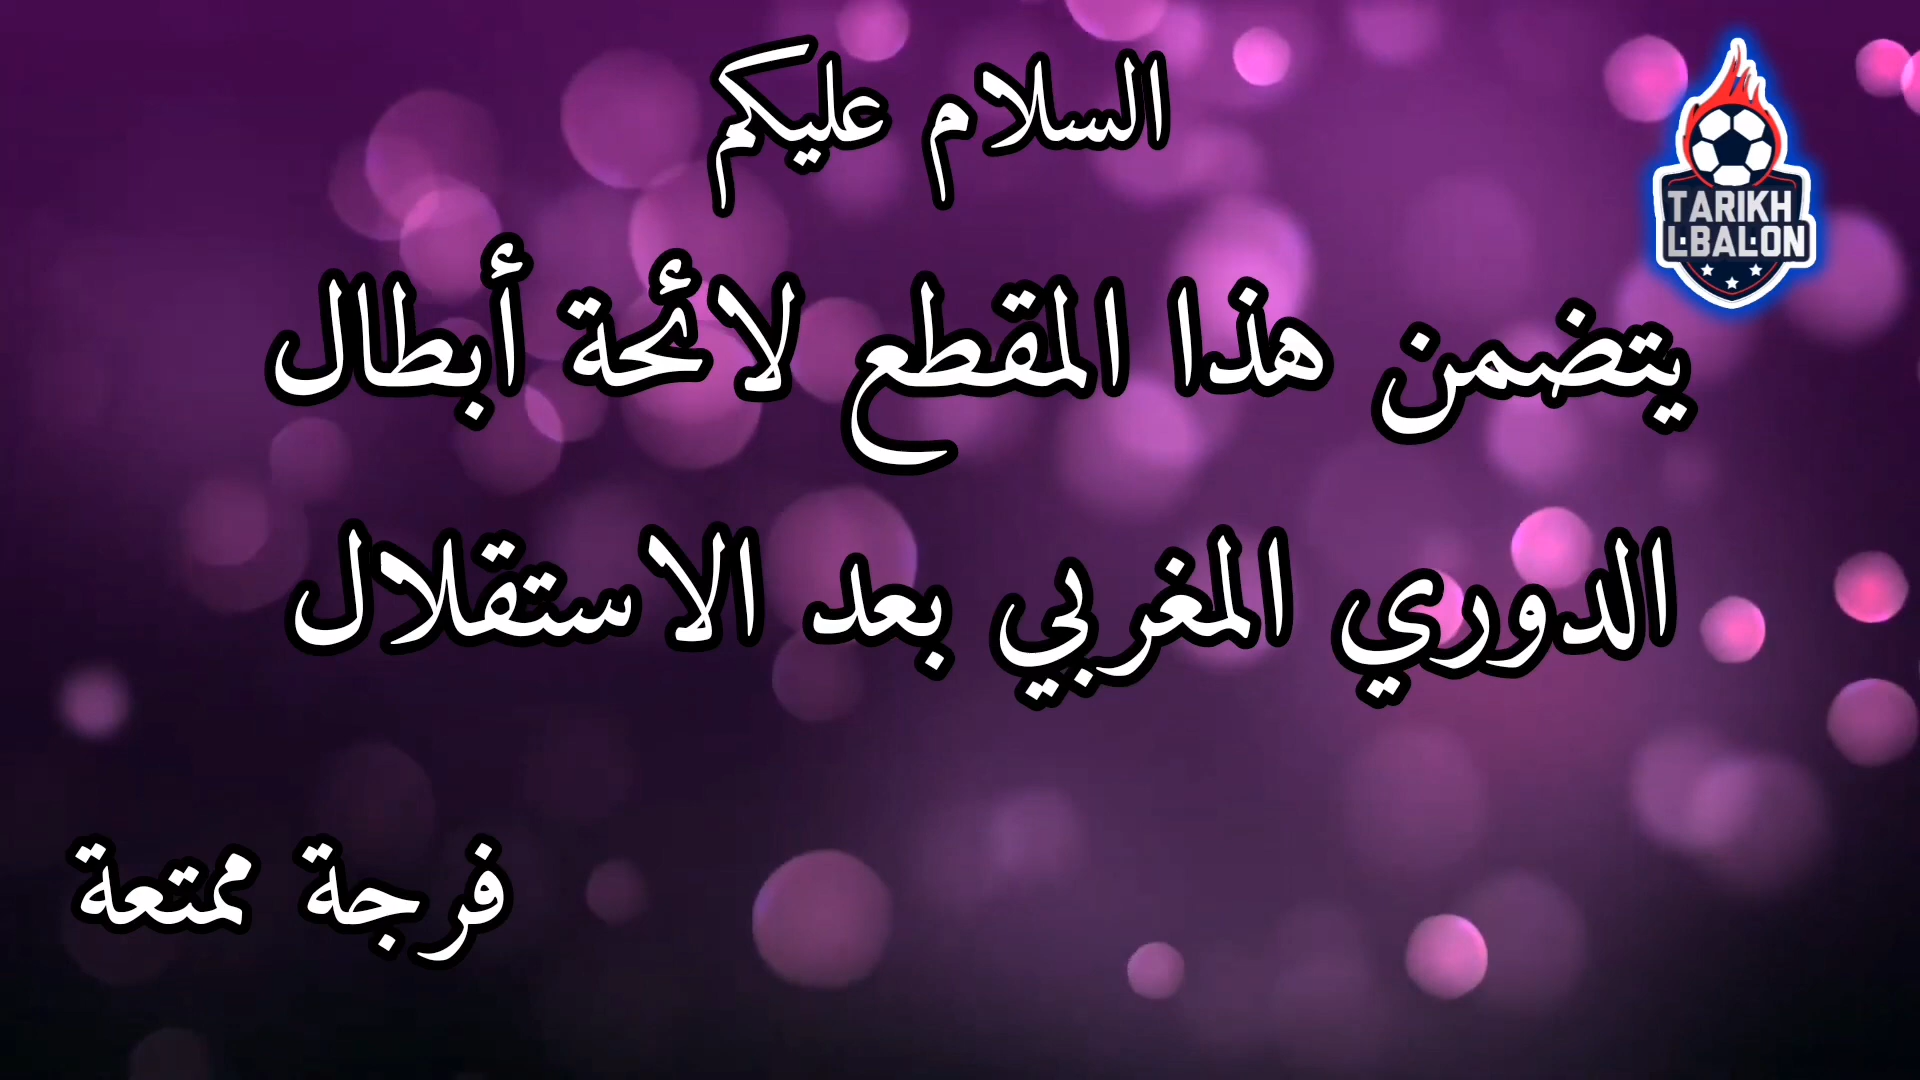 السلام عليكم
يتضمن هذا المقطع لائحة أبطال
الدوري المغربي بعد الاستقلال
فرجة ممتعة
TARIKH
L·BAL·ON